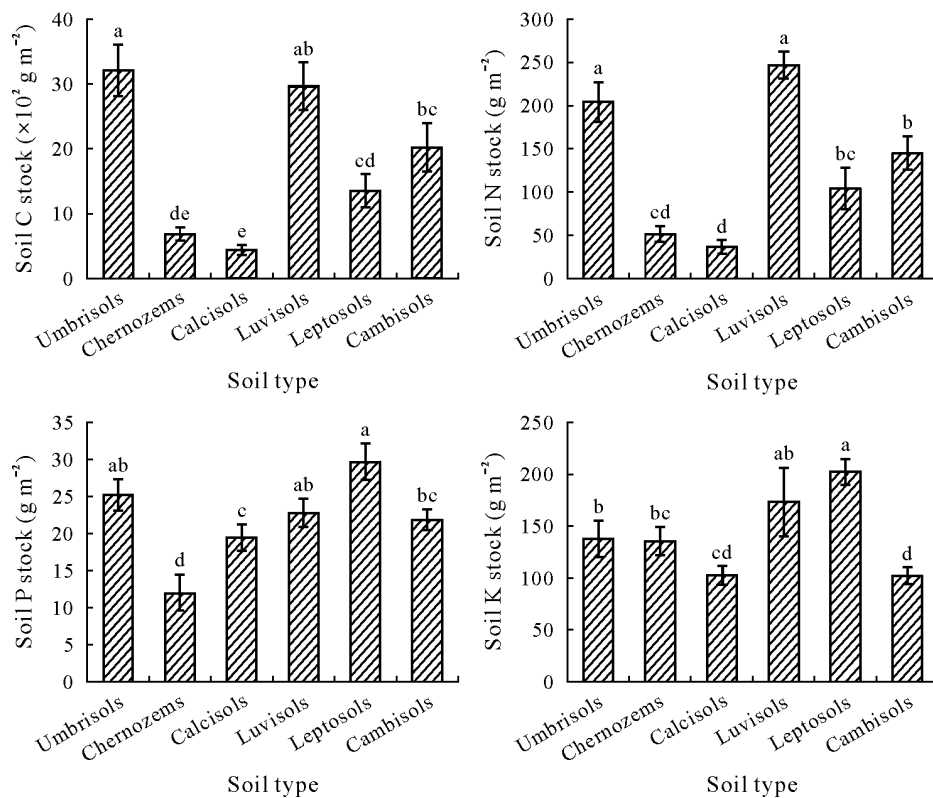 Soil C stock (×10² g m⁻²)
40
30
20
10
0
a
de
e
ab
cd
bc
Umbrisols
Chernozems
Calcisols
Luvisols
Leptosols
Cambisols
Soil type
Soil N stock (g m⁻²)
300
250
200
150
100
50
0
a
cd
d
a
bc
b
Umbrisols
Chernozems
Calcisols
Luvisols
Leptosols
Cambisols
Soil type
Soil P stock (g m⁻²)
35
30
25
20
15
10
5
0
ab
d
c
ab
a
bc
Umbrisols
Chernozems
Calcisols
Luvisols
Leptosols
Cambisols
Soil type
Soil K stock (g m⁻²)
250
200
150
100
50
0
b
bc
cd
ab
a
d
Umbrisols
Chernozems
Calcisols
Luvisols
Leptosols
Cambisols
Soil type